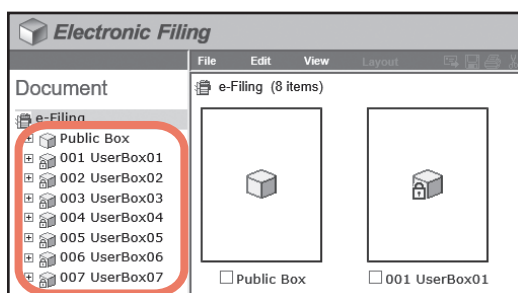 Electronic Filing
File Edit View Layout
Document
e-Filing (8 items)
e-Filing
Public Box
001 UserBox01
002 UserBox02
003 UserBox03
004 UserBox04
005 UserBox05
006 UserBox06
007 UserBox07
Public Box
001 UserBox01